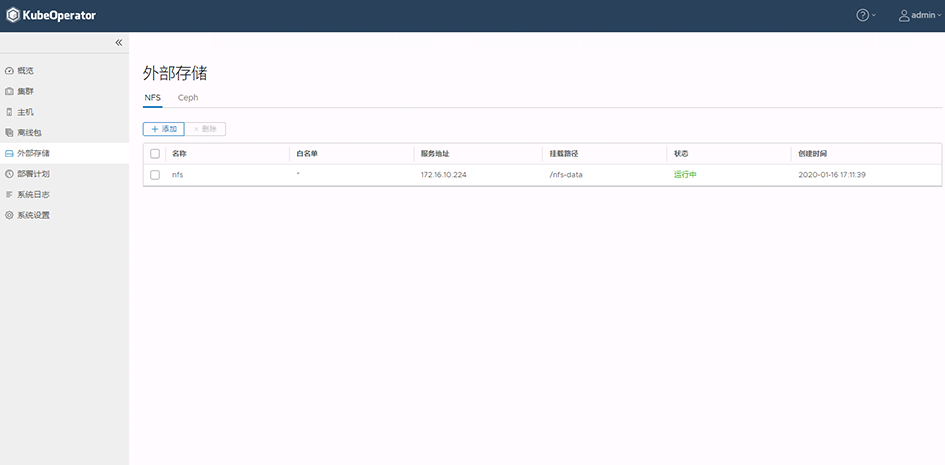 KubeOperator
admin
概览
集群
主机
离线包
外部存储
部署计划
系统日志
系统设置
外部存储
NFS Ceph
+ 添加 × 删除
名称 白名单 服务地址 挂载路径 状态 创建时间
nfs * 172.16.10.224 /nfs-data 运行中 2020-01-16 17:11:39